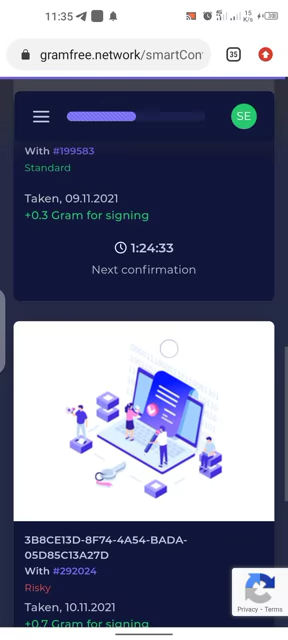 11:35
15
K/s
39
gramfree.network/smartCon
35
SE
With #199583
Standard
Taken, 09.11.2021
+0.3 Gram for signing
1:24:33
Next confirmation
3B8CE13D-8F74-4A54-BADA-
05D85C13A27D
With #292024
Risky
Taken, 10.11.2021
+0.7 Gram for signing
Privacy - Terms